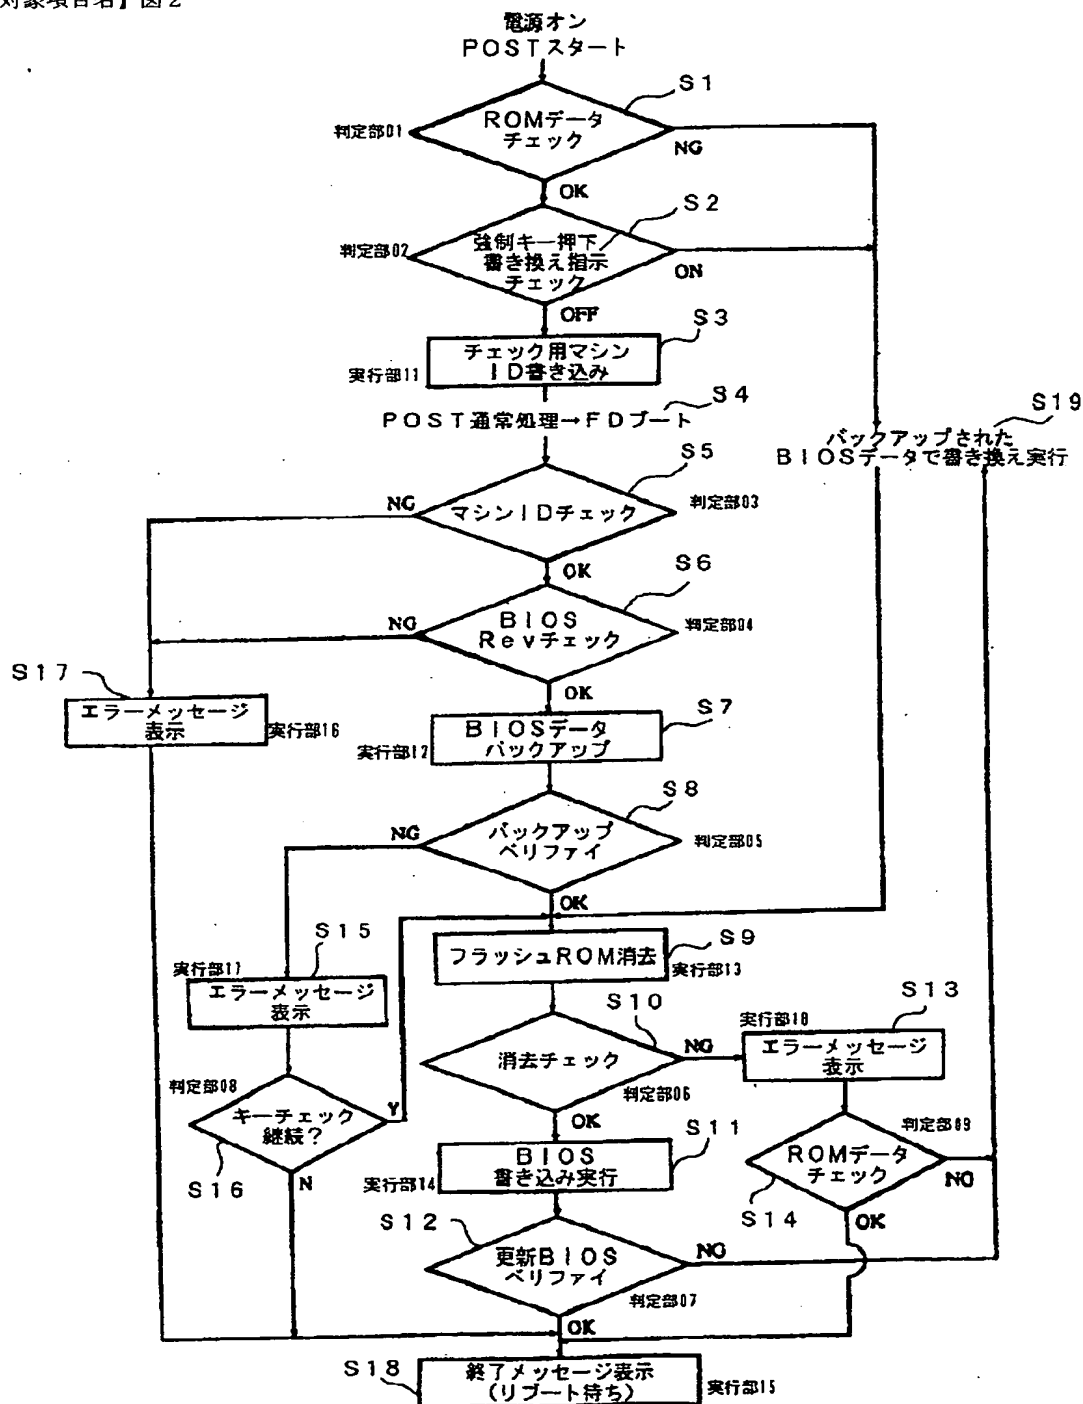 対象項目名】図２
電源オン
ＰＯＳＴスタート
Ｓ１
ＲＯＭデータ
チェック
判定部01
NG
OK
Ｓ２
強制キー押下
書き換え指示
チェック
判定部02
ON
OFF
Ｓ３
チェック用マシン
ＩＤ書き込み
実行部11
Ｓ４
ＰＯＳＴ通常処理→ＦＤブート
Ｓ１９
バックアップされた
ＢＩＯＳデータで書き換え実行
Ｓ５
NG
マシンＩＤチェック
判定部03
OK
Ｓ６
NG
ＢＩＯＳ
Ｒｅｖチェック
判定部04
OK
Ｓ１７
エラーメッセージ
表示
実行部16
Ｓ７
ＢＩＯＳデータ
バックアップ
実行部12
Ｓ８
NG
バックアップ
ベリファイ
判定部05
OK
Ｓ９
フラッシュＲＯＭ消去
実行部13
Ｓ１５
実行部17
エラーメッセージ
表示
Ｓ１０
消去チェック
NG
判定部06
OK
Ｓ１３
実行部18
エラーメッセージ
表示
判定部08
キーチェック
継続？
Y
N
Ｓ１６
Ｓ１１
ＢＩＯＳ
書き込み実行
実行部14
判定部09
ＲＯＭデータ
チェック
NG
Ｓ１４
OK
Ｓ１２
更新ＢＩＯＳ
ベリファイ
NG
判定部07
OK
Ｓ１８
終了メッセージ表示
（リブート待ち）
実行部15